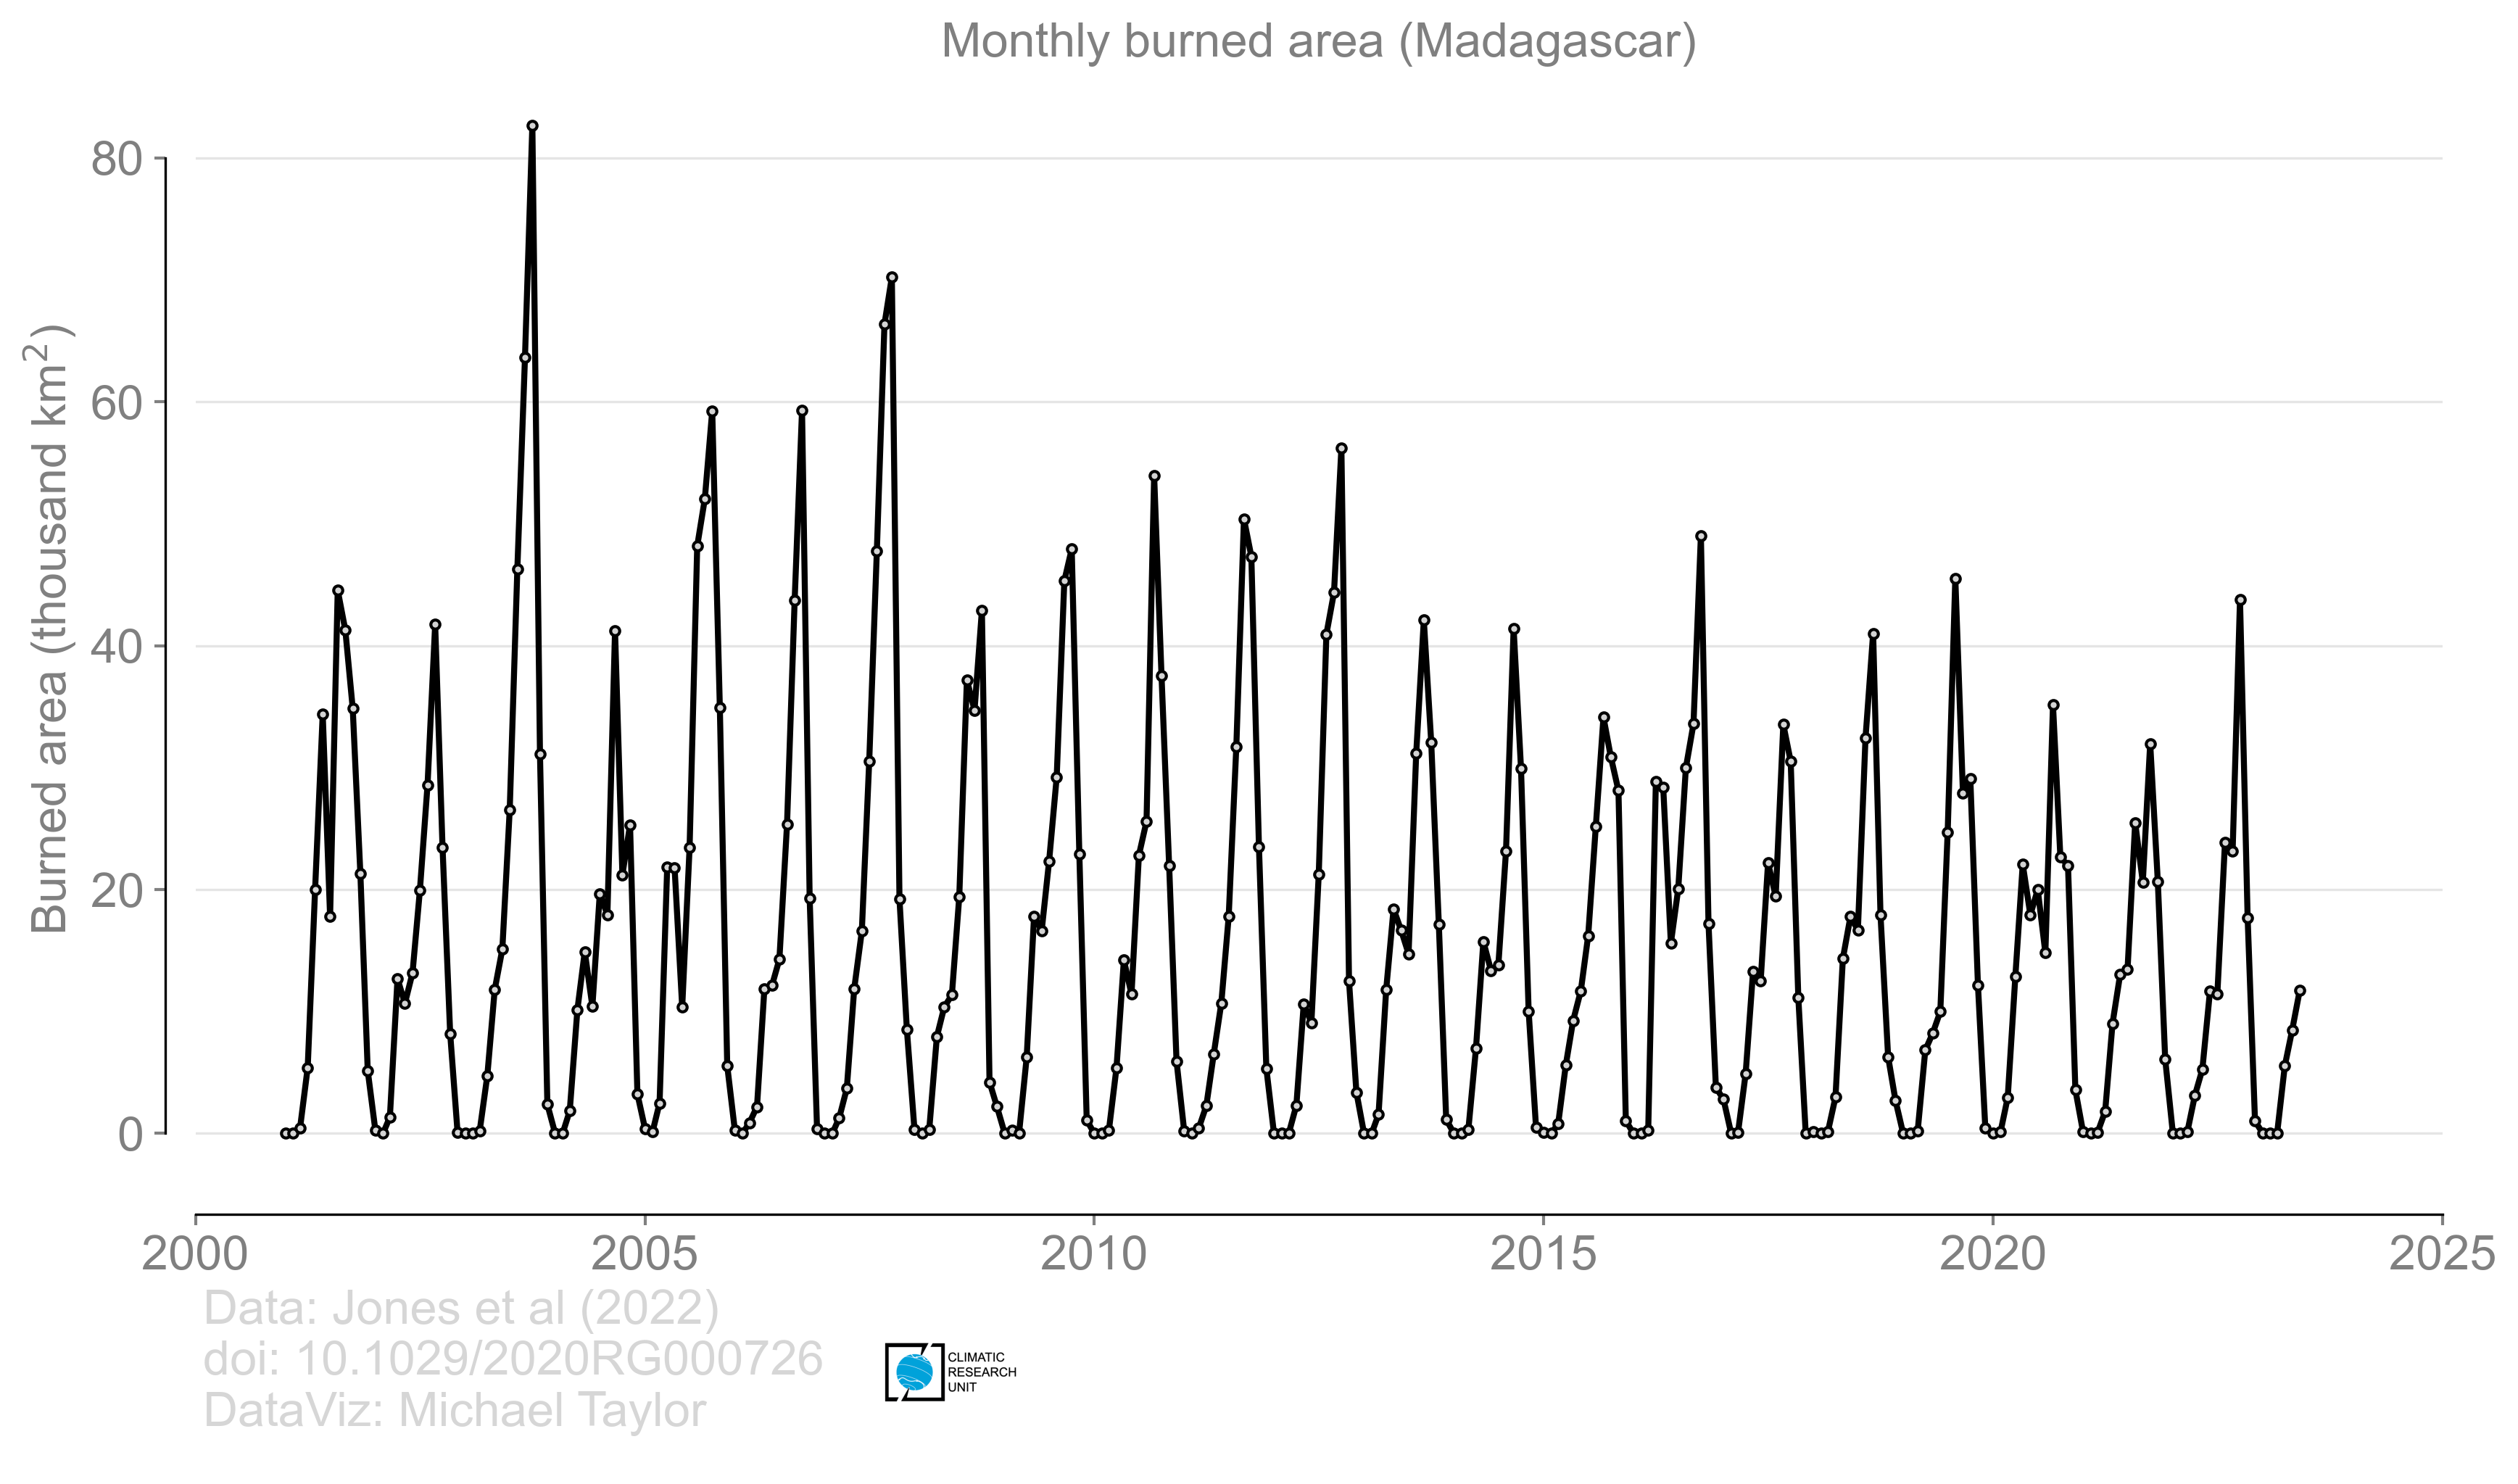 Monthly burned area (Madagascar)
Burned area (thousand km²)
80
60
40
20
0
2000 2005 2010 2015 2020 2025
Data: Jones et al (2022)
doi: 10.1029/2020RG000726
DataViz: Michael Taylor
CLIMATIC
RESEARCH
UNIT